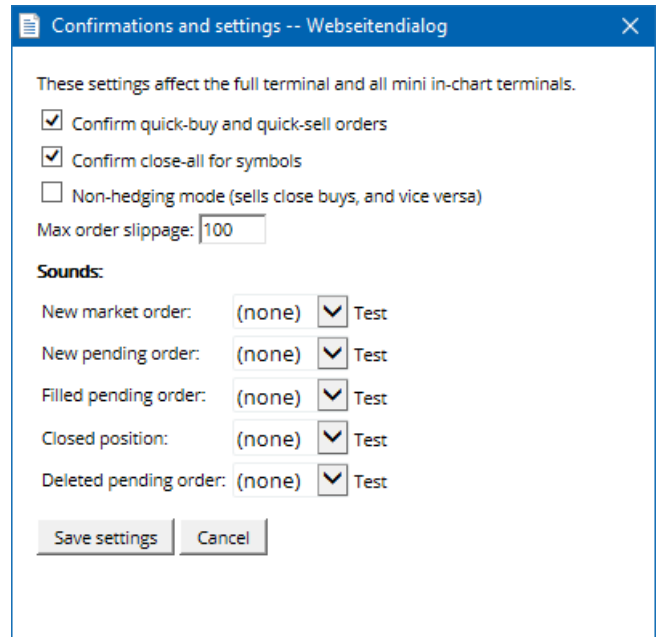 Confirmations and settings -- Webseitendialog
These settings affect the full terminal and all mini in-chart terminals.
Confirm quick-buy and quick-sell orders
Confirm close-all for symbols
Non-hedging mode (sells close buys, and vice versa)
Max order slippage: 100
Sounds:
New market order: (none) Test
New pending order: (none) Test
Filled pending order: (none) Test
Closed position: (none) Test
Deleted pending order: (none) Test
Save settings Cancel